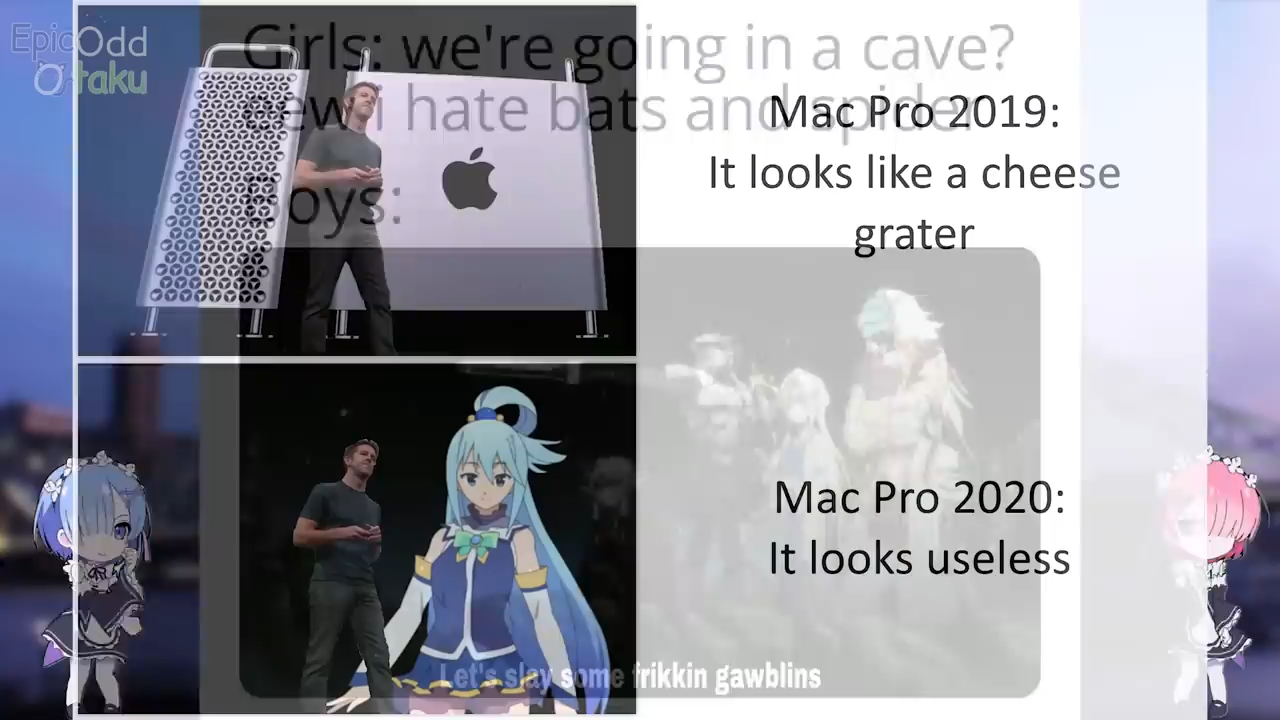 EpicOdd
Otaku
Girls: we're going in a cave?
eew i hate bats and spider
Boys:
Mac Pro 2019:
It looks like a cheese
grater
Mac Pro 2020:
It looks useless
Let's slay some frikkin gawblins